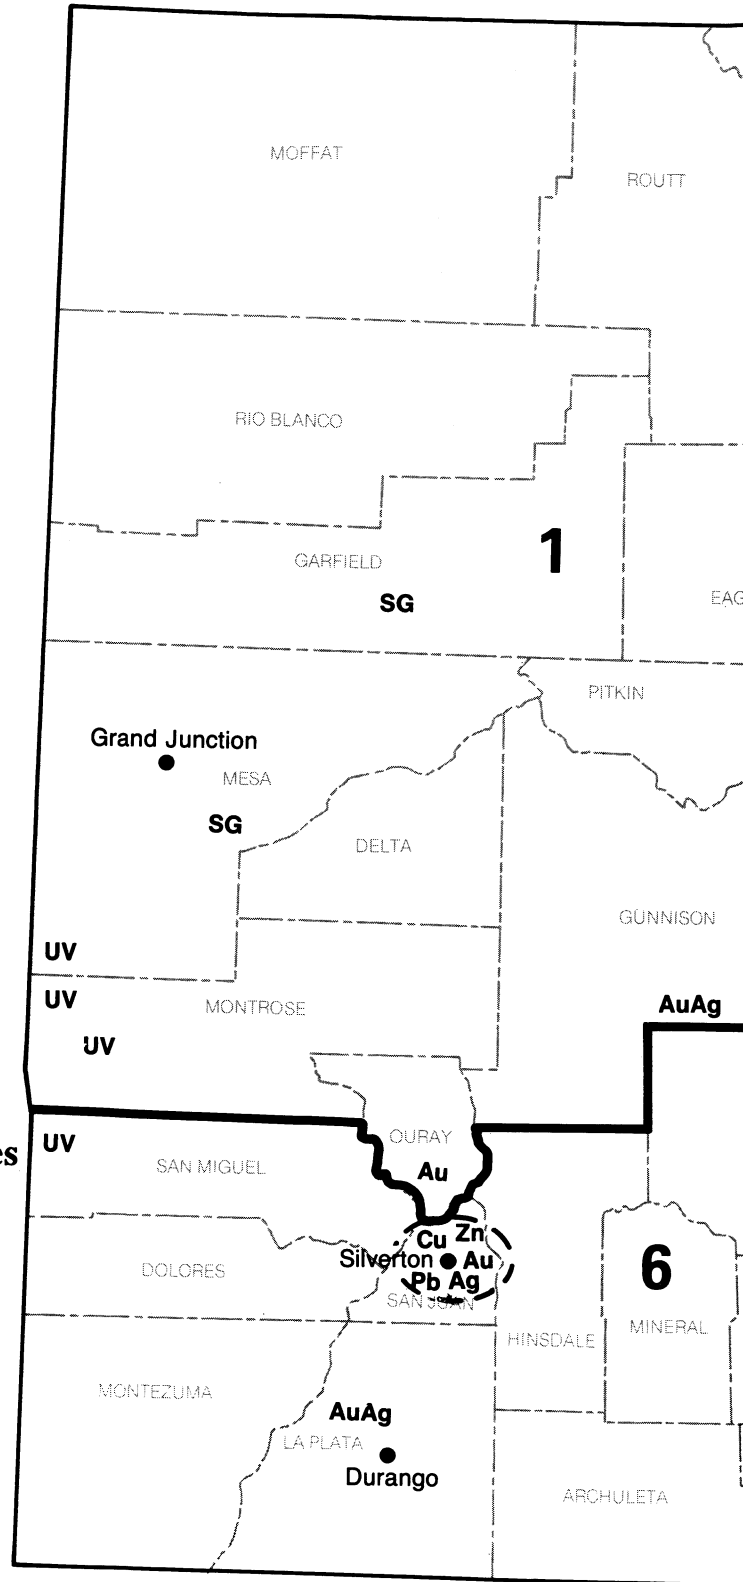 MOFFAT
ROUTT
RIO BLANCO
1
GARFIELD
SG
EAG
PITKIN
Grand Junction
MESA
SG
DELTA
GUNNISON
UV
UV
MONTROSE
AuAg
UV
OURAY
UV
es
SAN MIGUEL
Au
Cu Zn
Silverton Au
Pb Ag
DOLORES
6
SAN JUAN
HINSDALE
MINERAL
MONTEZUMA
AuAg
LA PLATA
Durango
ARCHULETA